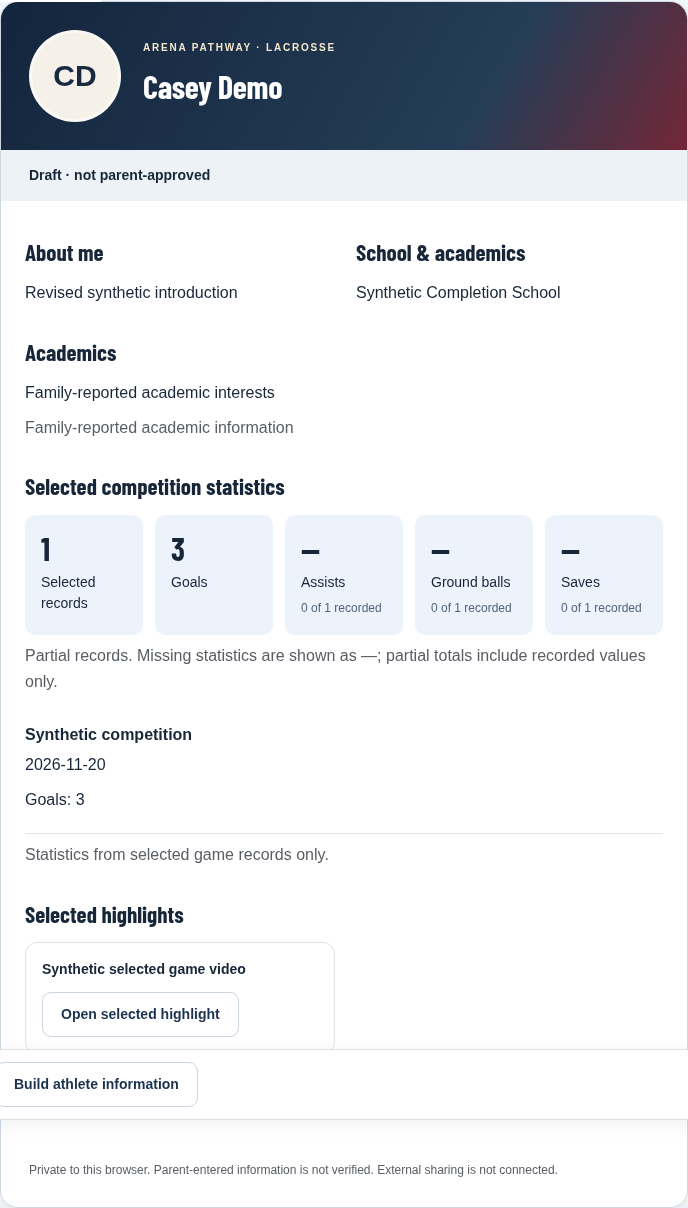 CD
ARENA PATHWAY · LACROSSE
Casey Demo
Draft · not parent-approved
About me
Revised synthetic introduction
School & academics
Synthetic Completion School
Academics
Family-reported academic interests
Family-reported academic information
Selected competition statistics
1
Selected
records
3
Goals
—
Assists
0 of 1 recorded
—
Ground balls
0 of 1 recorded
—
Saves
0 of 1 recorded
Partial records. Missing statistics are shown as —; partial totals include recorded values
only.
Synthetic competition
2026-11-20
Goals: 3
Statistics from selected game records only.
Selected highlights
Synthetic selected game video
Open selected highlight
Build athlete information
Private to this browser. Parent-entered information is not verified. External sharing is not connected.